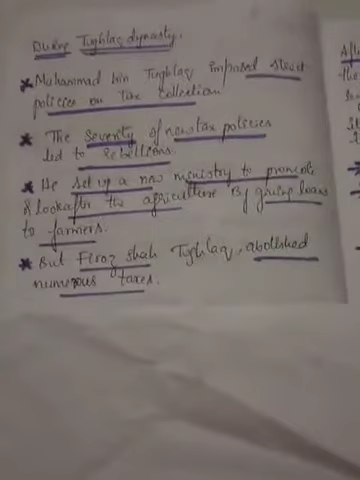 During Tughlaq dynasty.
* Muhammad bin Tughlaq imposed strict
policies on tax collection
* The severity of new tax policies
led to rebellions.
* He set up a new ministry to promote
& look after the agriculture by giving loans
to farmers.
* But Firoz shah Tughlaq, abolished
numerous taxes.